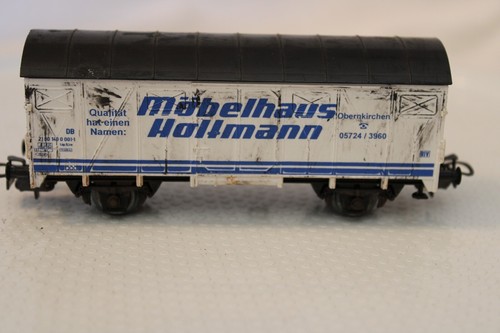 Qualität
hat einen
Namen:
Möbelhaus
Holtmann
Obernkirchen
05724 / 3960
DB